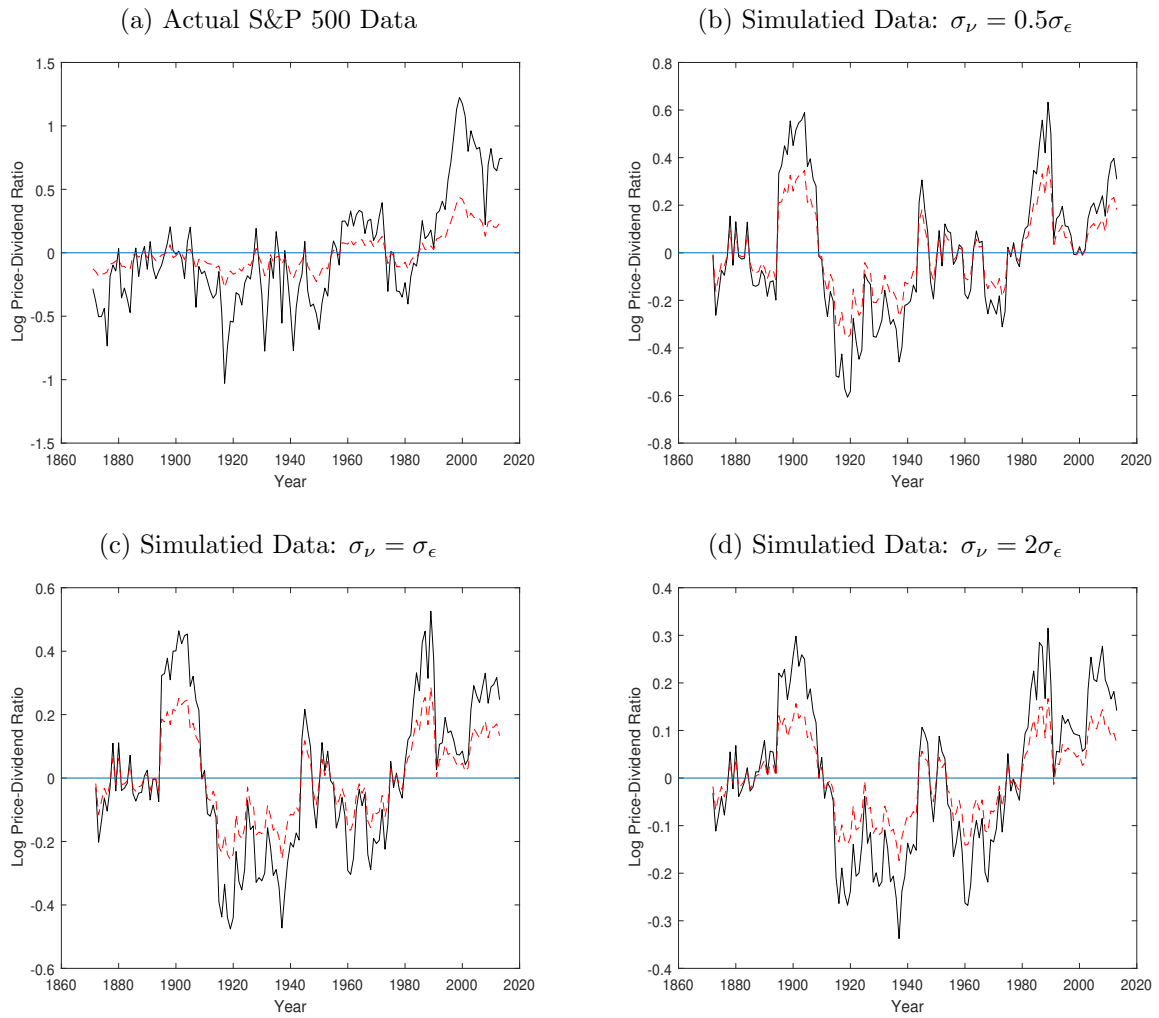 (a) Actual S&P 500 Data
1.5
1
0.5
0
-0.5
-1
-1.5
Log Price-Dividend Ratio
1860 1880 1900 1920 1940 1960 1980 2000 2020
Year
(b) Simulatied Data: σν = 0.5σϵ
0.8
0.6
0.4
0.2
0
-0.2
-0.4
-0.6
-0.8
Log Price-Dividend Ratio
1860 1880 1900 1920 1940 1960 1980 2000 2020
Year
(c) Simulatied Data: σν = σϵ
0.6
0.4
0.2
0
-0.2
-0.4
-0.6
Log Price-Dividend Ratio
1860 1880 1900 1920 1940 1960 1980 2000 2020
Year
(d) Simulatied Data: σν = 2σϵ
0.4
0.3
0.2
0.1
0
-0.1
-0.2
-0.3
-0.4
Log Price-Dividend Ratio
1860 1880 1900 1920 1940 1960 1980 2000 2020
Year